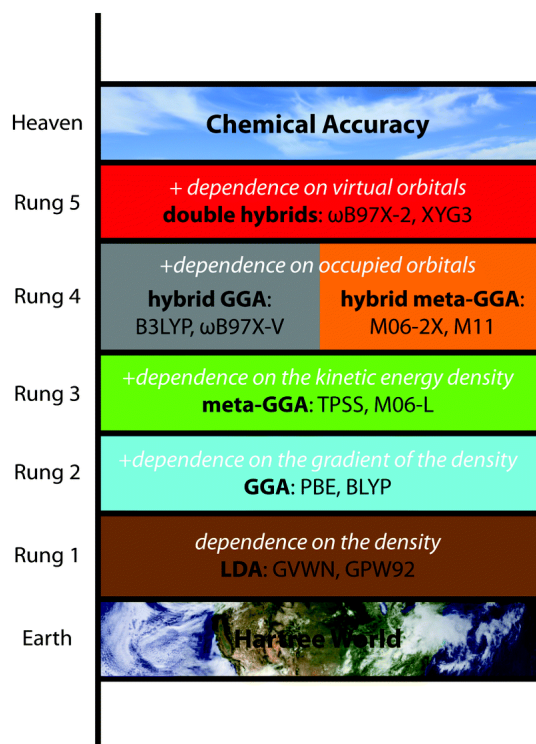 Heaven
Chemical Accuracy
Rung 5
+ dependence on virtual orbitals
double hybrids: ωB97X-2, XYG3
Rung 4
+dependence on occupied orbitals
hybrid GGA:
B3LYP, ωB97X-V
hybrid meta-GGA:
M06-2X, M11
Rung 3
+dependence on the kinetic energy density
meta-GGA: TPSS, M06-L
Rung 2
+dependence on the gradient of the density
GGA: PBE, BLYP
Rung 1
dependence on the density
LDA: GVWN, GPW92
Earth
Hartree World